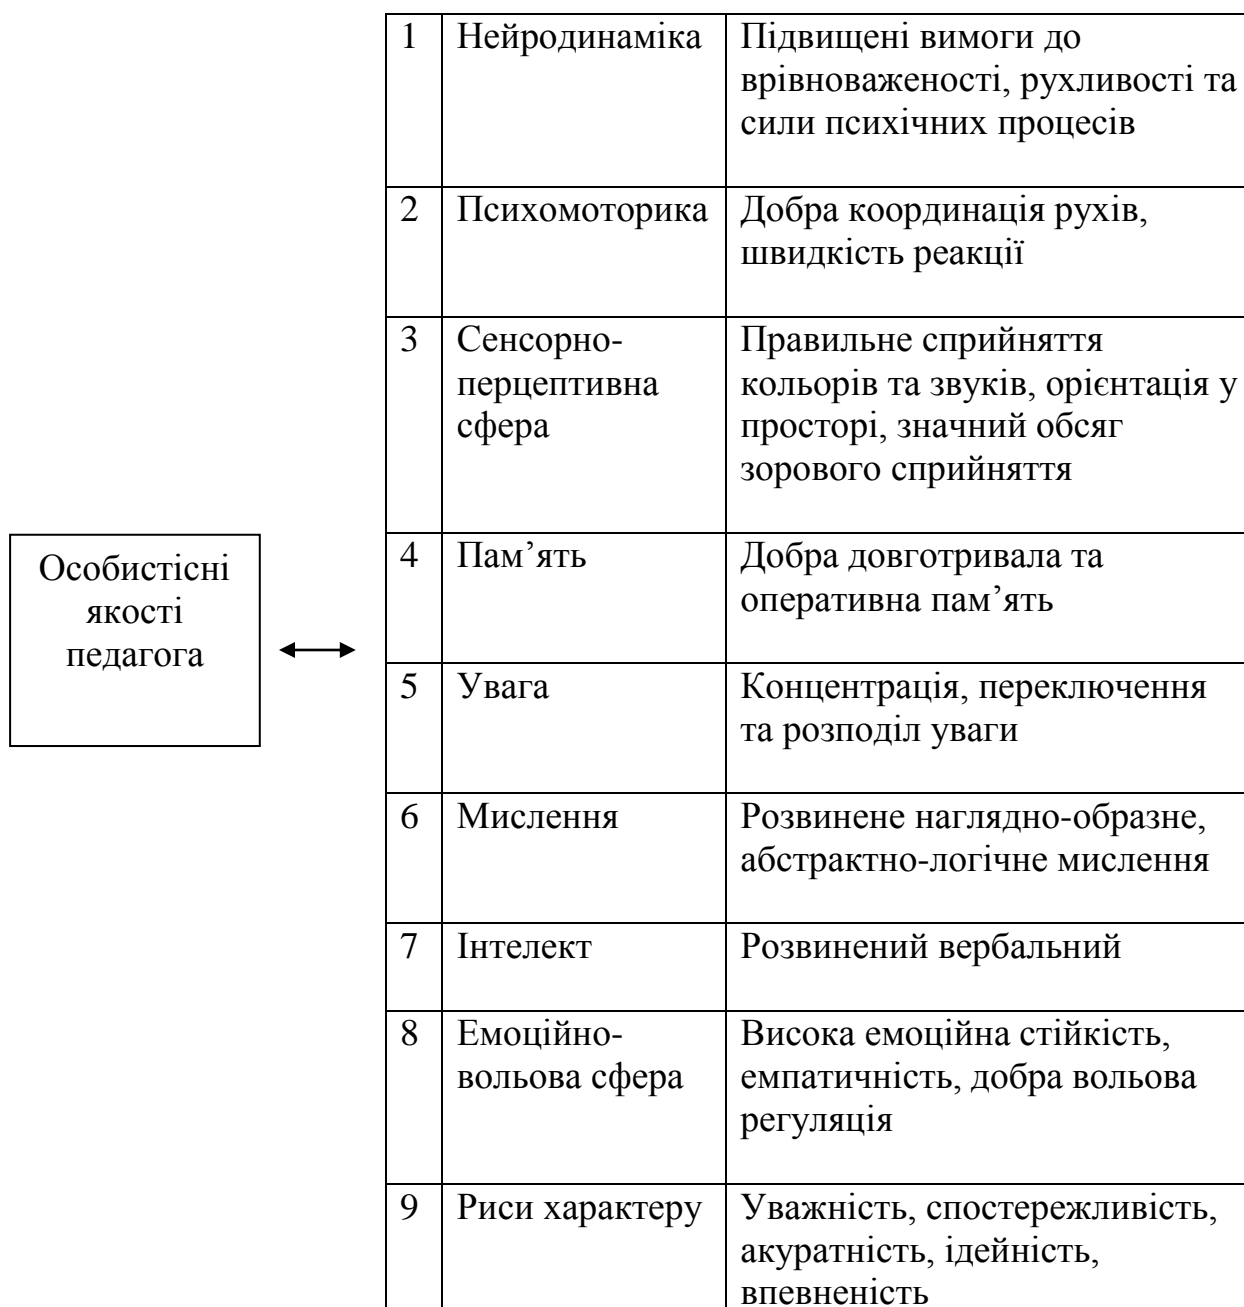 Особистісні
якості
педагога
1 Нейродинаміка Підвищені вимоги до
врівноваженості, рухливості та
сили психічних процесів
2 Психомоторика Добра координація рухів,
швидкість реакції
3 Сенсорно- Правильне сприйняття
перцептивна кольорів та звуків, орієнтація у
сфера просторі, значний обсяг
зорового сприйняття
4 Пам’ять Добра довготривала та
оперативна пам’ять
5 Увага Концентрація, переключення
та розподіл уваги
6 Мислення Розвинене наглядно-образне,
абстрактно-логічне мислення
7 Інтелект Розвинений вербальний
8 Емоційно- Висока емоційна стійкість,
вольова сфера емпатичність, добра вольова
регуляція
9 Риси характеру Уважність, спостережливість,
акуратність, ідейність,
впевненість